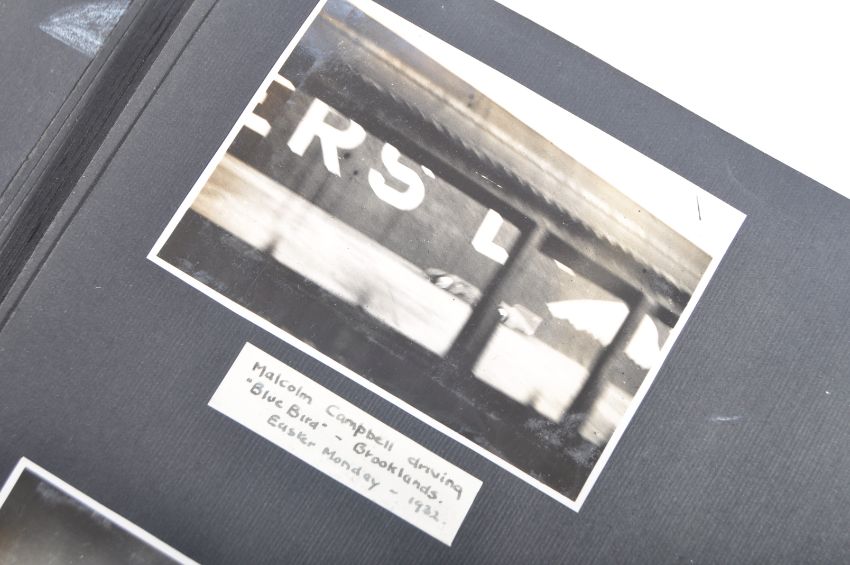 ERS L
Malcolm Campbell driving
"Blue Bird" - Brooklands.
Easter Monday - 1932.